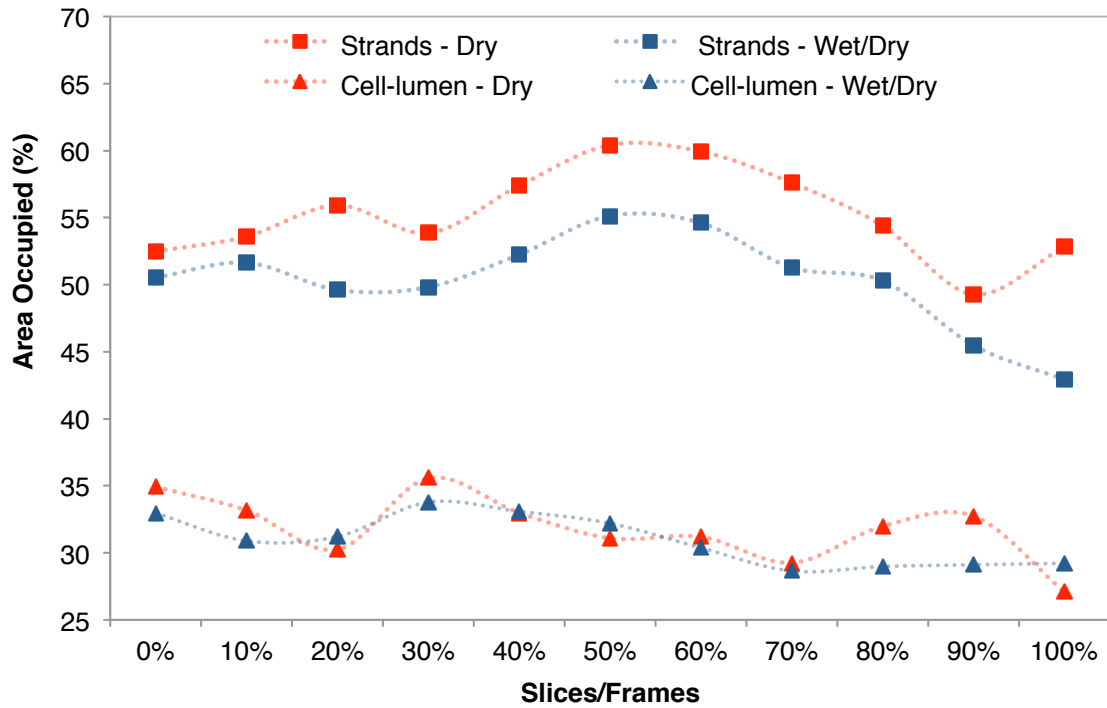 70
65
60
55
50
45
40
35
30
25
Area Occupied (%)
Strands - Dry
Strands - Wet/Dry
Cell-lumen - Dry
Cell-lumen - Wet/Dry
0% 10% 20% 30% 40% 50% 60% 70% 80% 90% 100%
Slices/Frames